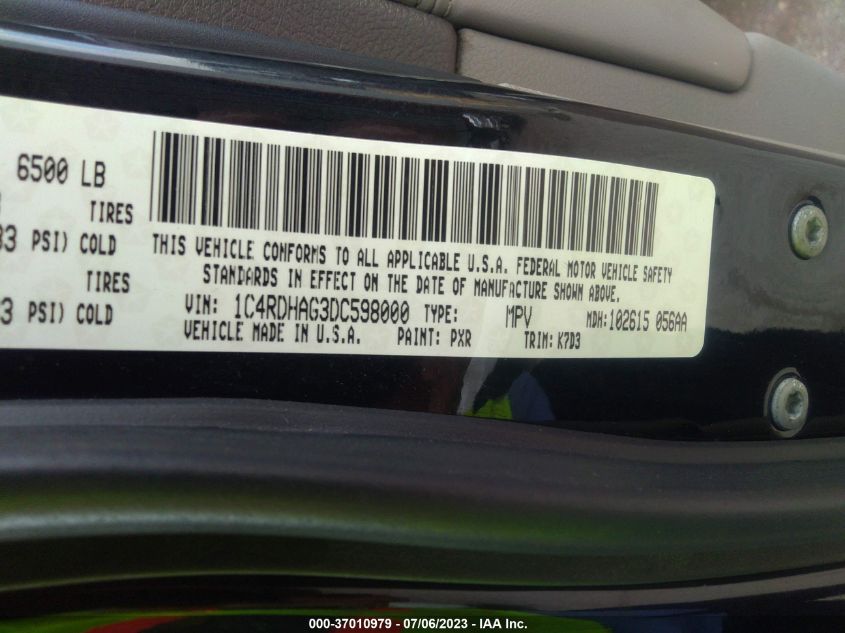 6500 LB
TIRES
33 PSI) COLD
TIRES
3 PSI) COLD
THIS VEHICLE CONFORMS TO ALL APPLICABLE U.S.A. FEDERAL MOTOR VEHICLE SAFETY
STANDARDS IN EFFECT ON THE DATE OF MANUFACTURE SHOWN ABOVE.
VIN: 1C4RDHAG3DC598000 TYPE: MPV MDH:102615 056AA
VEHICLE MADE IN U.S.A. PAINT: PXR TRIM: K7D3
000-37010979 - 07/06/2023 - IAA Inc.